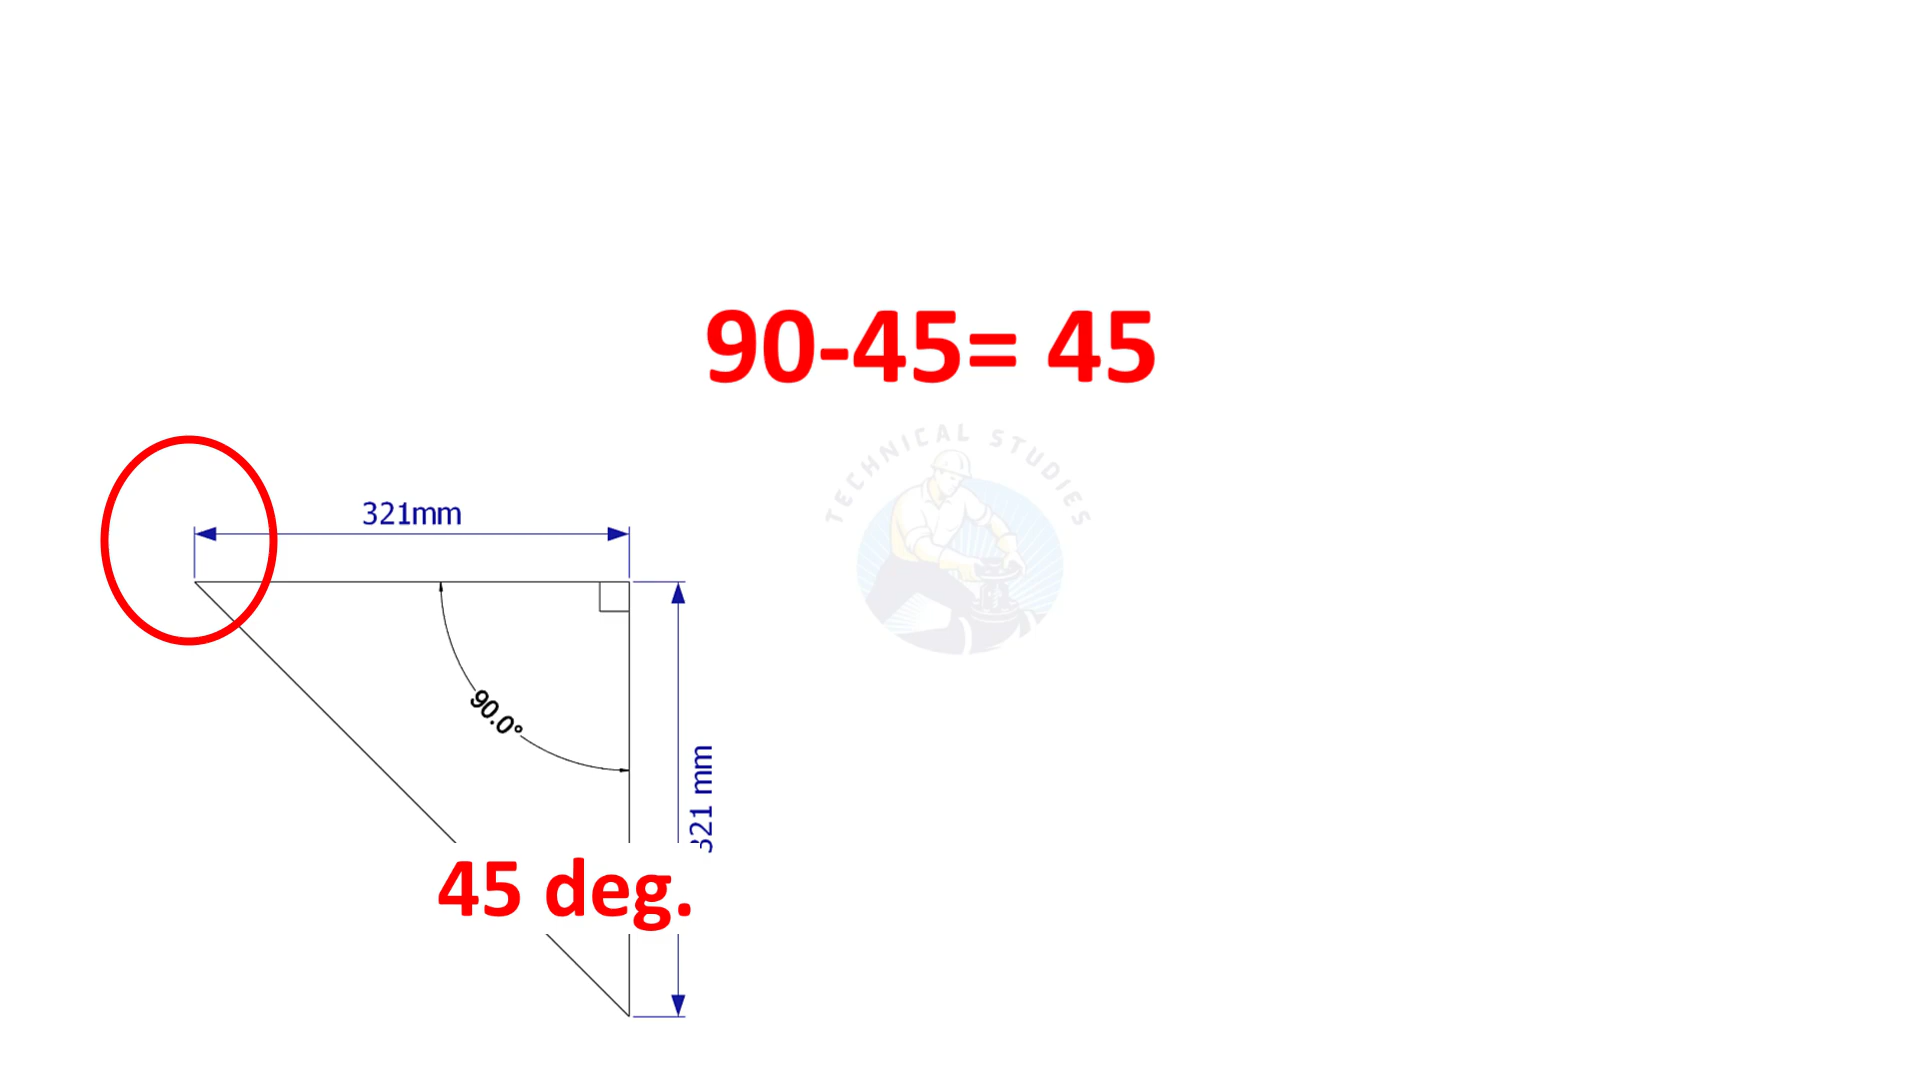 90-45= 45
TECHNICAL STUDIES
321mm
90.0°
321 mm
45 deg.